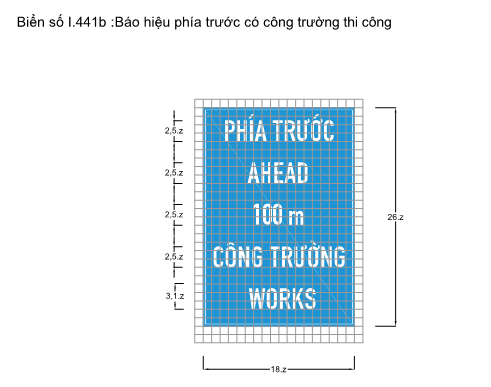 Biển số I.441b :Báo hiệu phía trước có công trường thi công
PHÍA TRƯỚC
2,5.z
AHEAD
2,5.z
100 m
2,5.z
26.z
CÔNG TRƯỜNG
2,5.z
WORKS
3,1.z
18.z